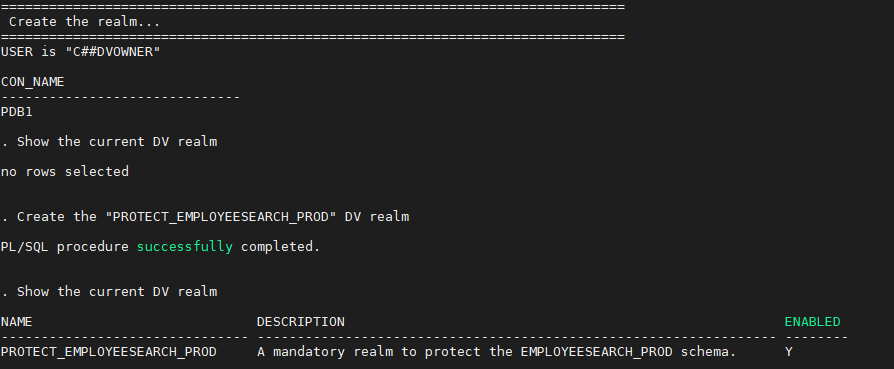 ==============================================================================
Create the realm...
==============================================================================
USER is "C##DVOWNER"
CON_NAME
------------------------------
PDB1
. Show the current DV realm
no rows selected
. Create the "PROTECT_EMPLOYEESEARCH_PROD" DV realm
PL/SQL procedure successfully completed.
. Show the current DV realm
NAME                            DESCRIPTION                                                       ENABLED
------------------------------- ----------------------------------------------------------------- --------
PROTECT_EMPLOYEESEARCH_PROD     A mandatory realm to protect the EMPLOYEESEARCH_PROD schema.      Y